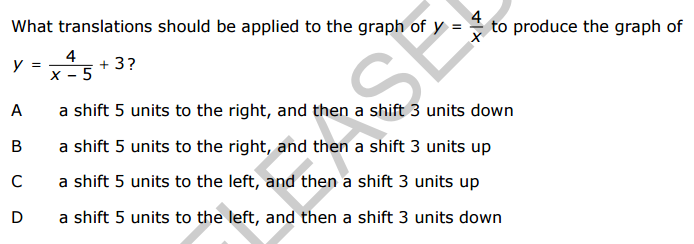 What translations should be applied to the graph of y = 4/x to produce the graph of
y = 4/(x – 5) + 3?
A a shift 5 units to the right, and then a shift 3 units down
B a shift 5 units to the right, and then a shift 3 units up
C a shift 5 units to the left, and then a shift 3 units up
D a shift 5 units to the left, and then a shift 3 units down
LEASED